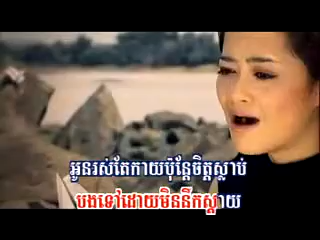 អូនរស់តែកាយប៉ុន្តែចិត្តស្លាប់
បងទៅដោយមិននឹកស្ដាយ